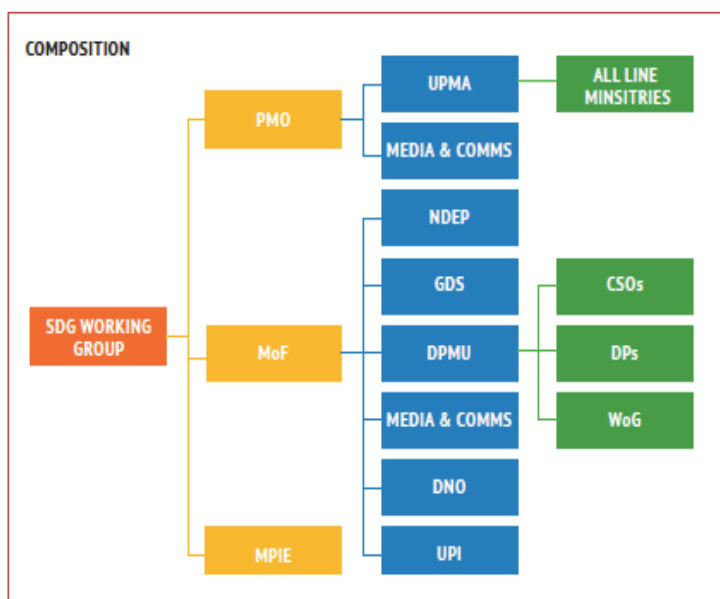 COMPOSITION
UPMA
ALL LINE
MINSITRIES
PMO
MEDIA & COMMS
NDEP
GDS
CSOs
SDG WORKING
GROUP
MoF
DPMU
DPs
MEDIA & COMMS
WoG
DNO
MPIE
UPI